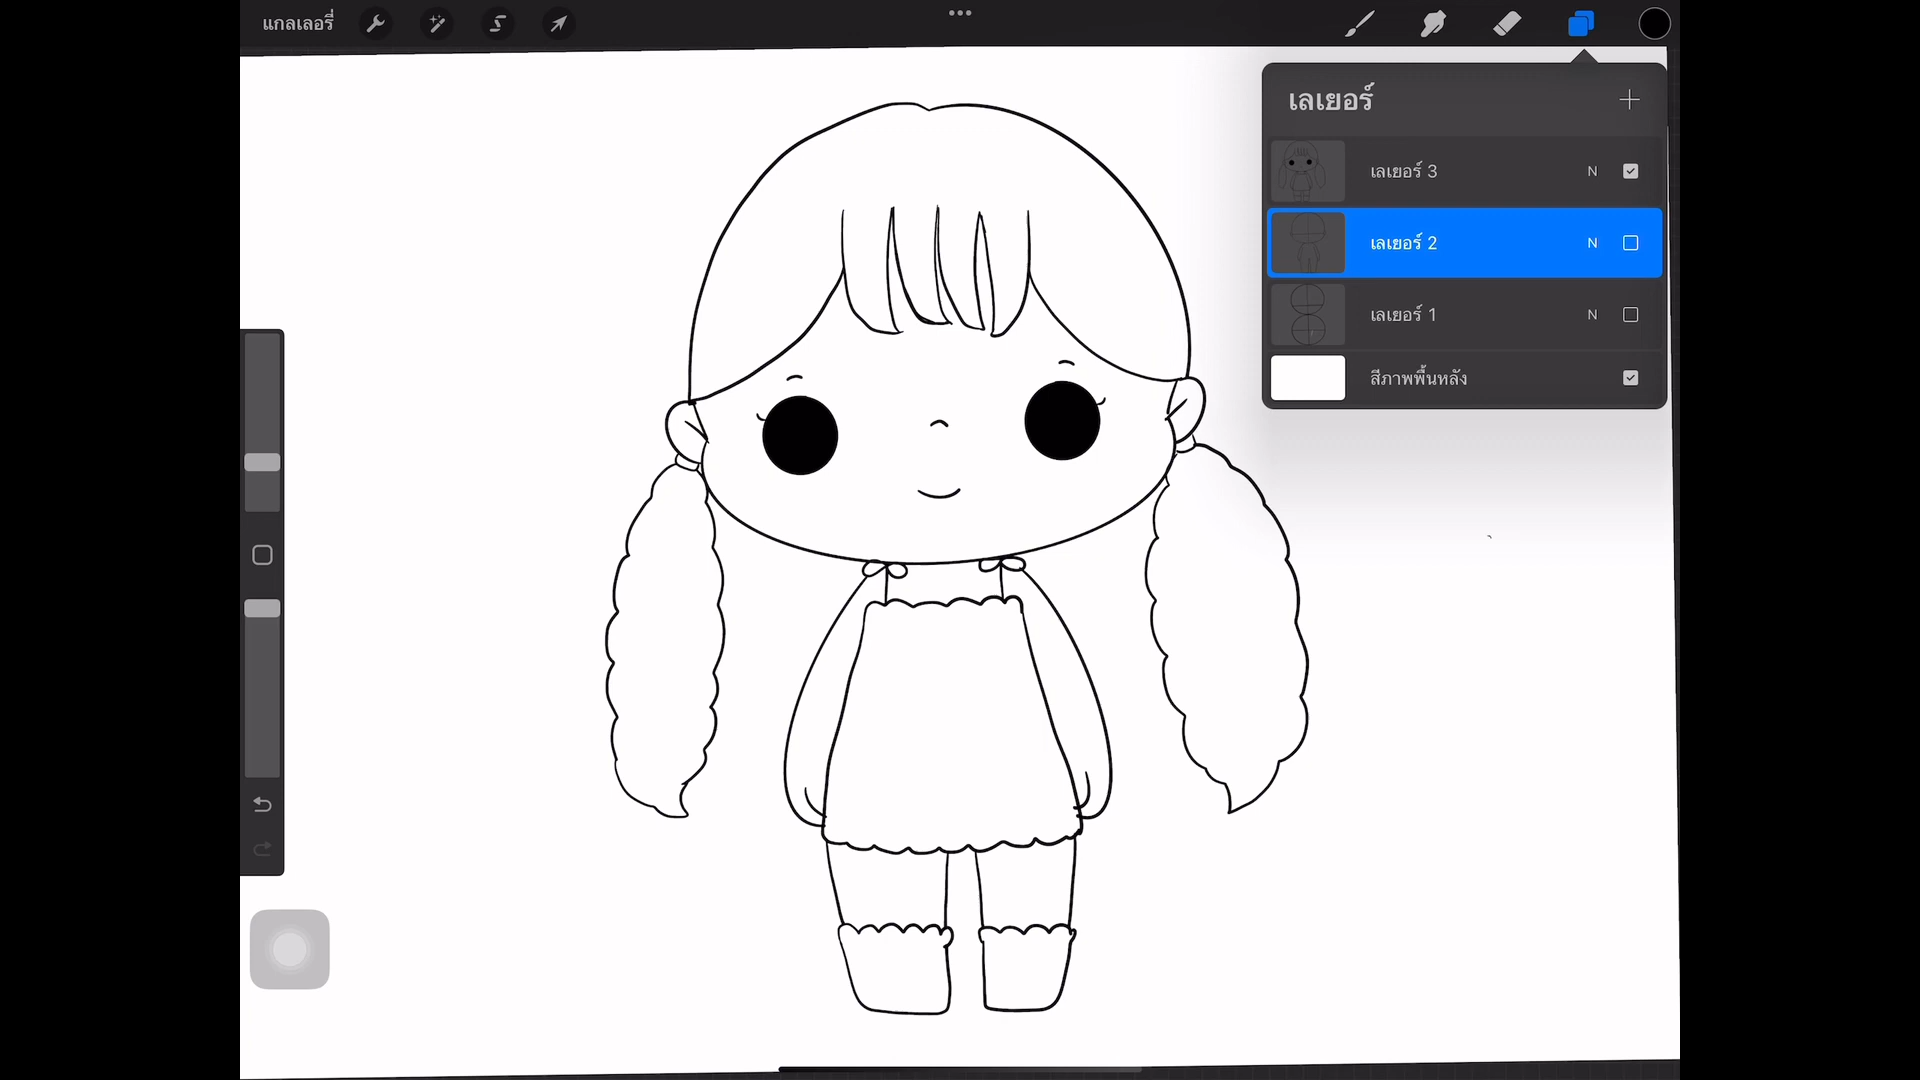 แกลเลอรี่
เลเยอร์
เลเยอร์ 3 N
เลเยอร์ 2 N
เลเยอร์ 1 N
สีภาพพื้นหลัง